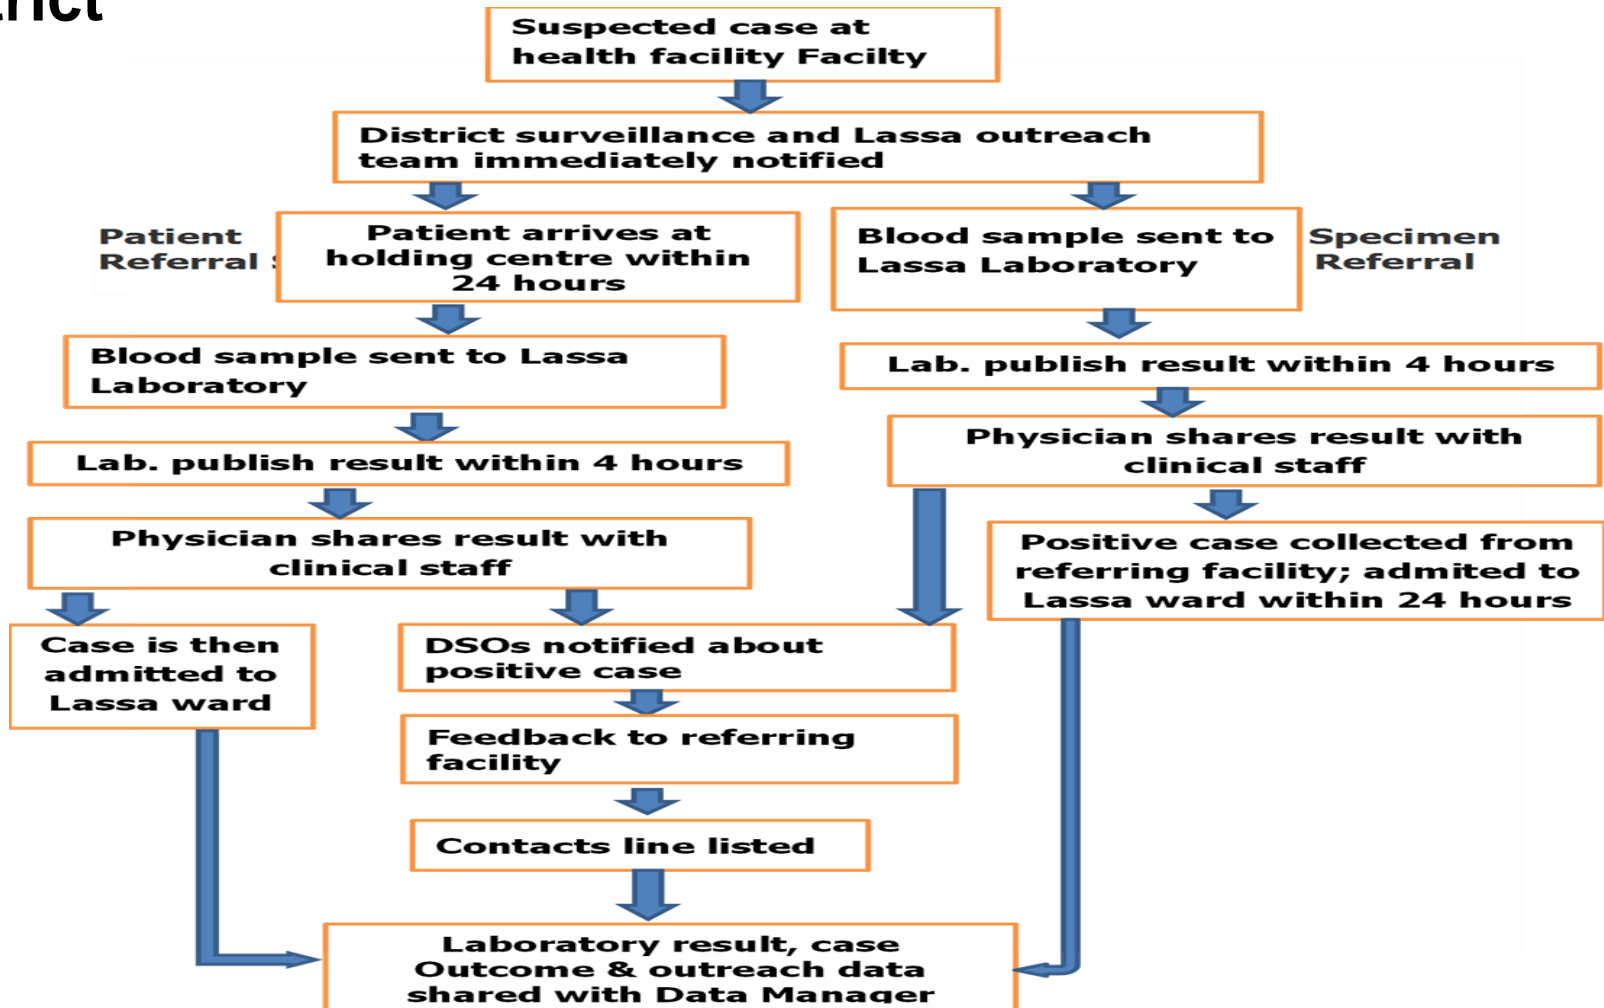 Suspected case at
health facility Facilty
District surveillance and Lassa outreach
team immediately notified
Patient
Referral
Patient arrives at
holding centre within
24 hours
Blood sample sent to
Lassa Laboratory
Specimen
Referral
Blood sample sent to Lassa
Laboratory
Lab. publish result within 4 hours
Lab. publish result within 4 hours
Physician shares result with
clinical staff
Physician shares result with
clinical staff
Positive case collected from
referring facility; admited to
Lassa ward within 24 hours
Case is then
admitted to
Lassa ward
DSOs notified about
positive case
Feedback to referring
facility
Contacts line listed
Laboratory result, case
Outcome & outreach data
shared with Data Manager